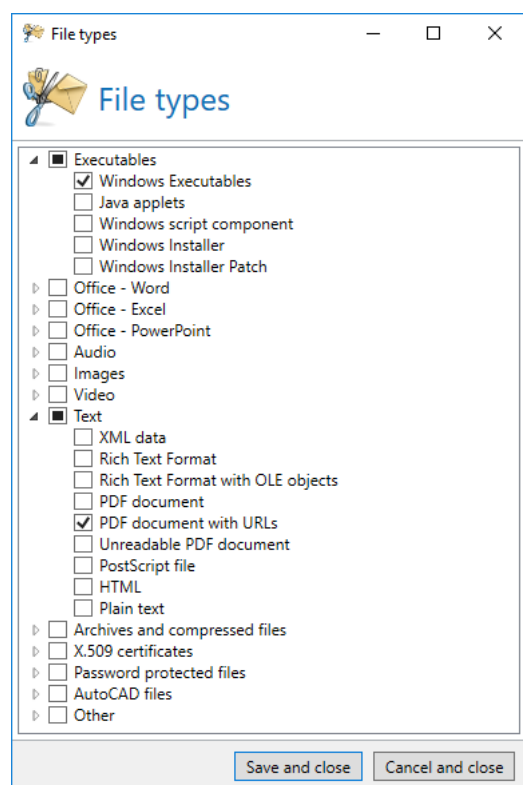 File types
File types
Executables
Windows Executables
Java applets
Windows script component
Windows Installer
Windows Installer Patch
Office - Word
Office - Excel
Office - PowerPoint
Audio
Images
Video
Text
XML data
Rich Text Format
Rich Text Format with OLE objects
PDF document
PDF document with URLs
Unreadable PDF document
PostScript file
HTML
Plain text
Archives and compressed files
X.509 certificates
Password protected files
AutoCAD files
Other
Save and close Cancel and close